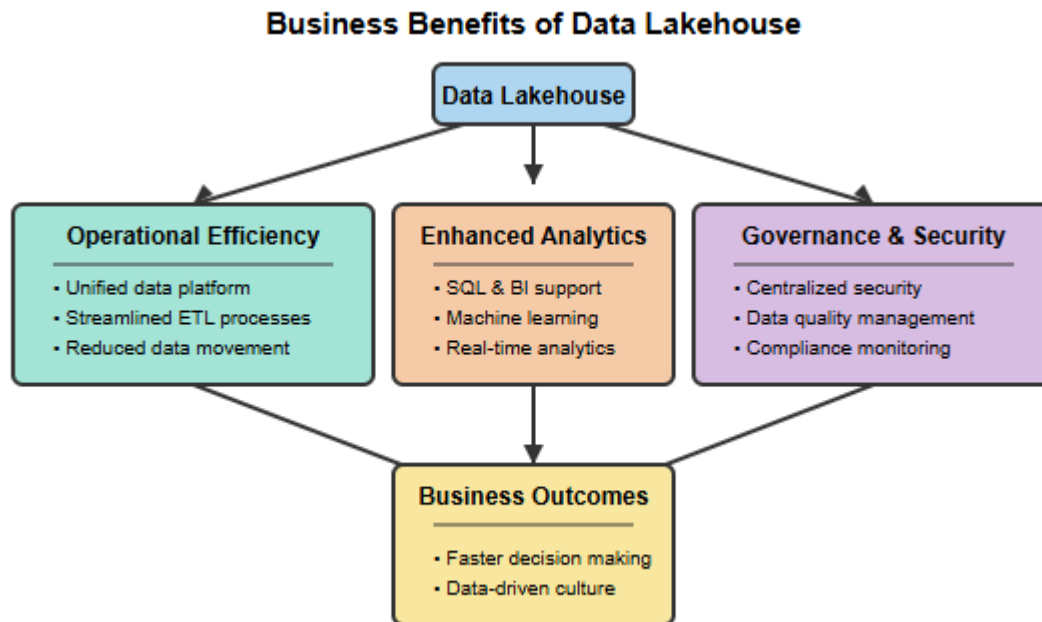 Business Benefits of Data Lakehouse
Data Lakehouse
Operational Efficiency
▪ Unified data platform
▪ Streamlined ETL processes
▪ Reduced data movement
Enhanced Analytics
▪ SQL & BI support
▪ Machine learning
▪ Real-time analytics
Governance & Security
▪ Centralized security
▪ Data quality management
▪ Compliance monitoring
Business Outcomes
▪ Faster decision making
▪ Data-driven culture